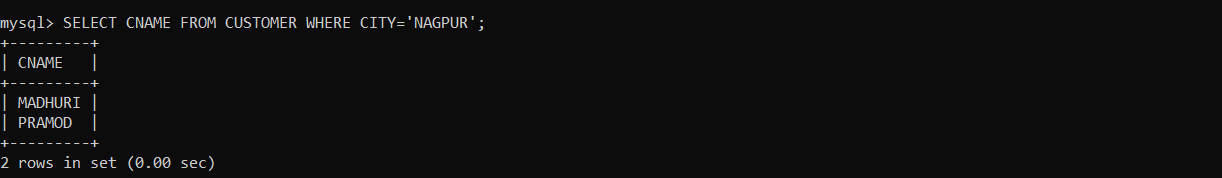 mysql> SELECT CNAME FROM CUSTOMER WHERE CITY='NAGPUR';
+---------+
| CNAME   |
+---------+
| MADHURI |
| PRAMOD  |
+---------+
2 rows in set (0.00 sec)